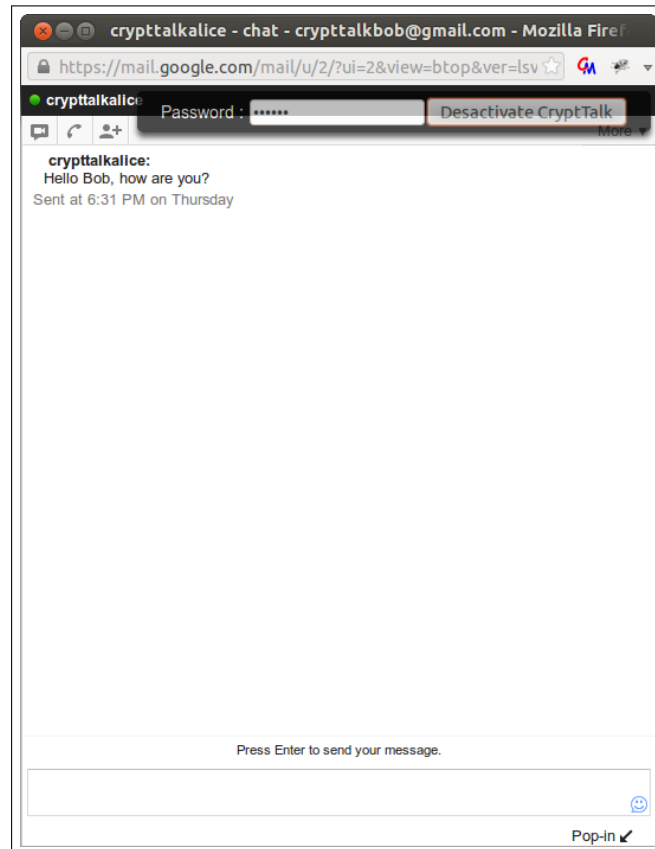 crypttalkalice - chat - crypttalkbob@gmail.com - Mozilla Firef
https://mail.google.com/mail/u/2/?ui=2&view=btop&ver=lsv
crypttalkalice
Password : ••••••
Desactivate CryptTalk
More
crypttalkalice:
Hello Bob, how are you?
Sent at 6:31 PM on Thursday
Press Enter to send your message.
Pop-in